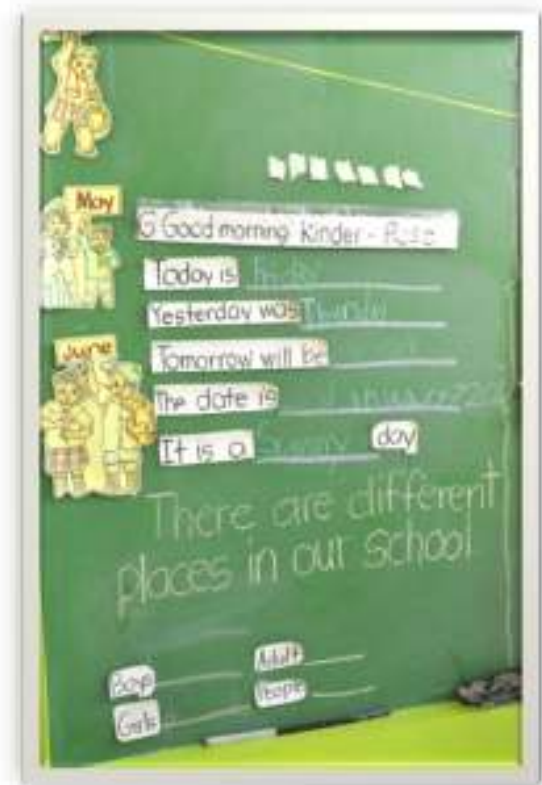 May
G Good morning Kinder - Rosa
Today is Friday
Yesterday was
Tomorrow will be
June
The date is
It is a sunny day
There are different
places in our school
Boys
Adult
Girls
People